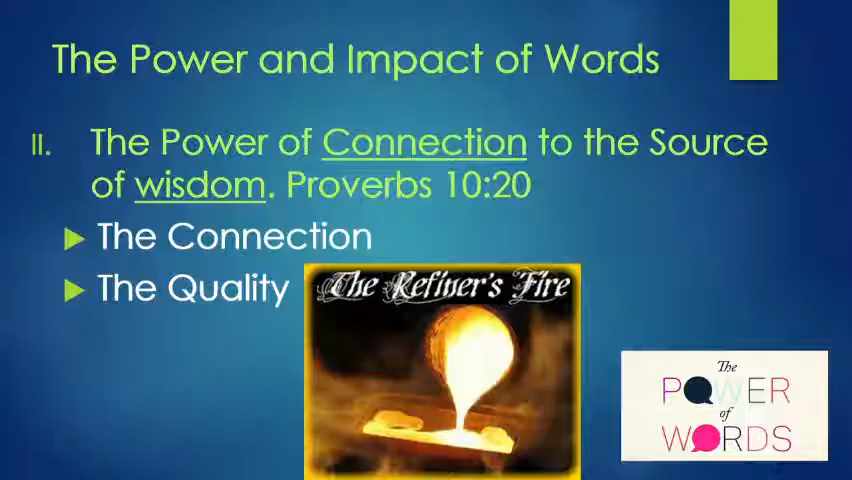 The Power and Impact of Words
II. The Power of Connection to the Source
of wisdom. Proverbs 10:20
The Connection
The Quality
The Refiner's Fire
The
POWER
of
WORDS